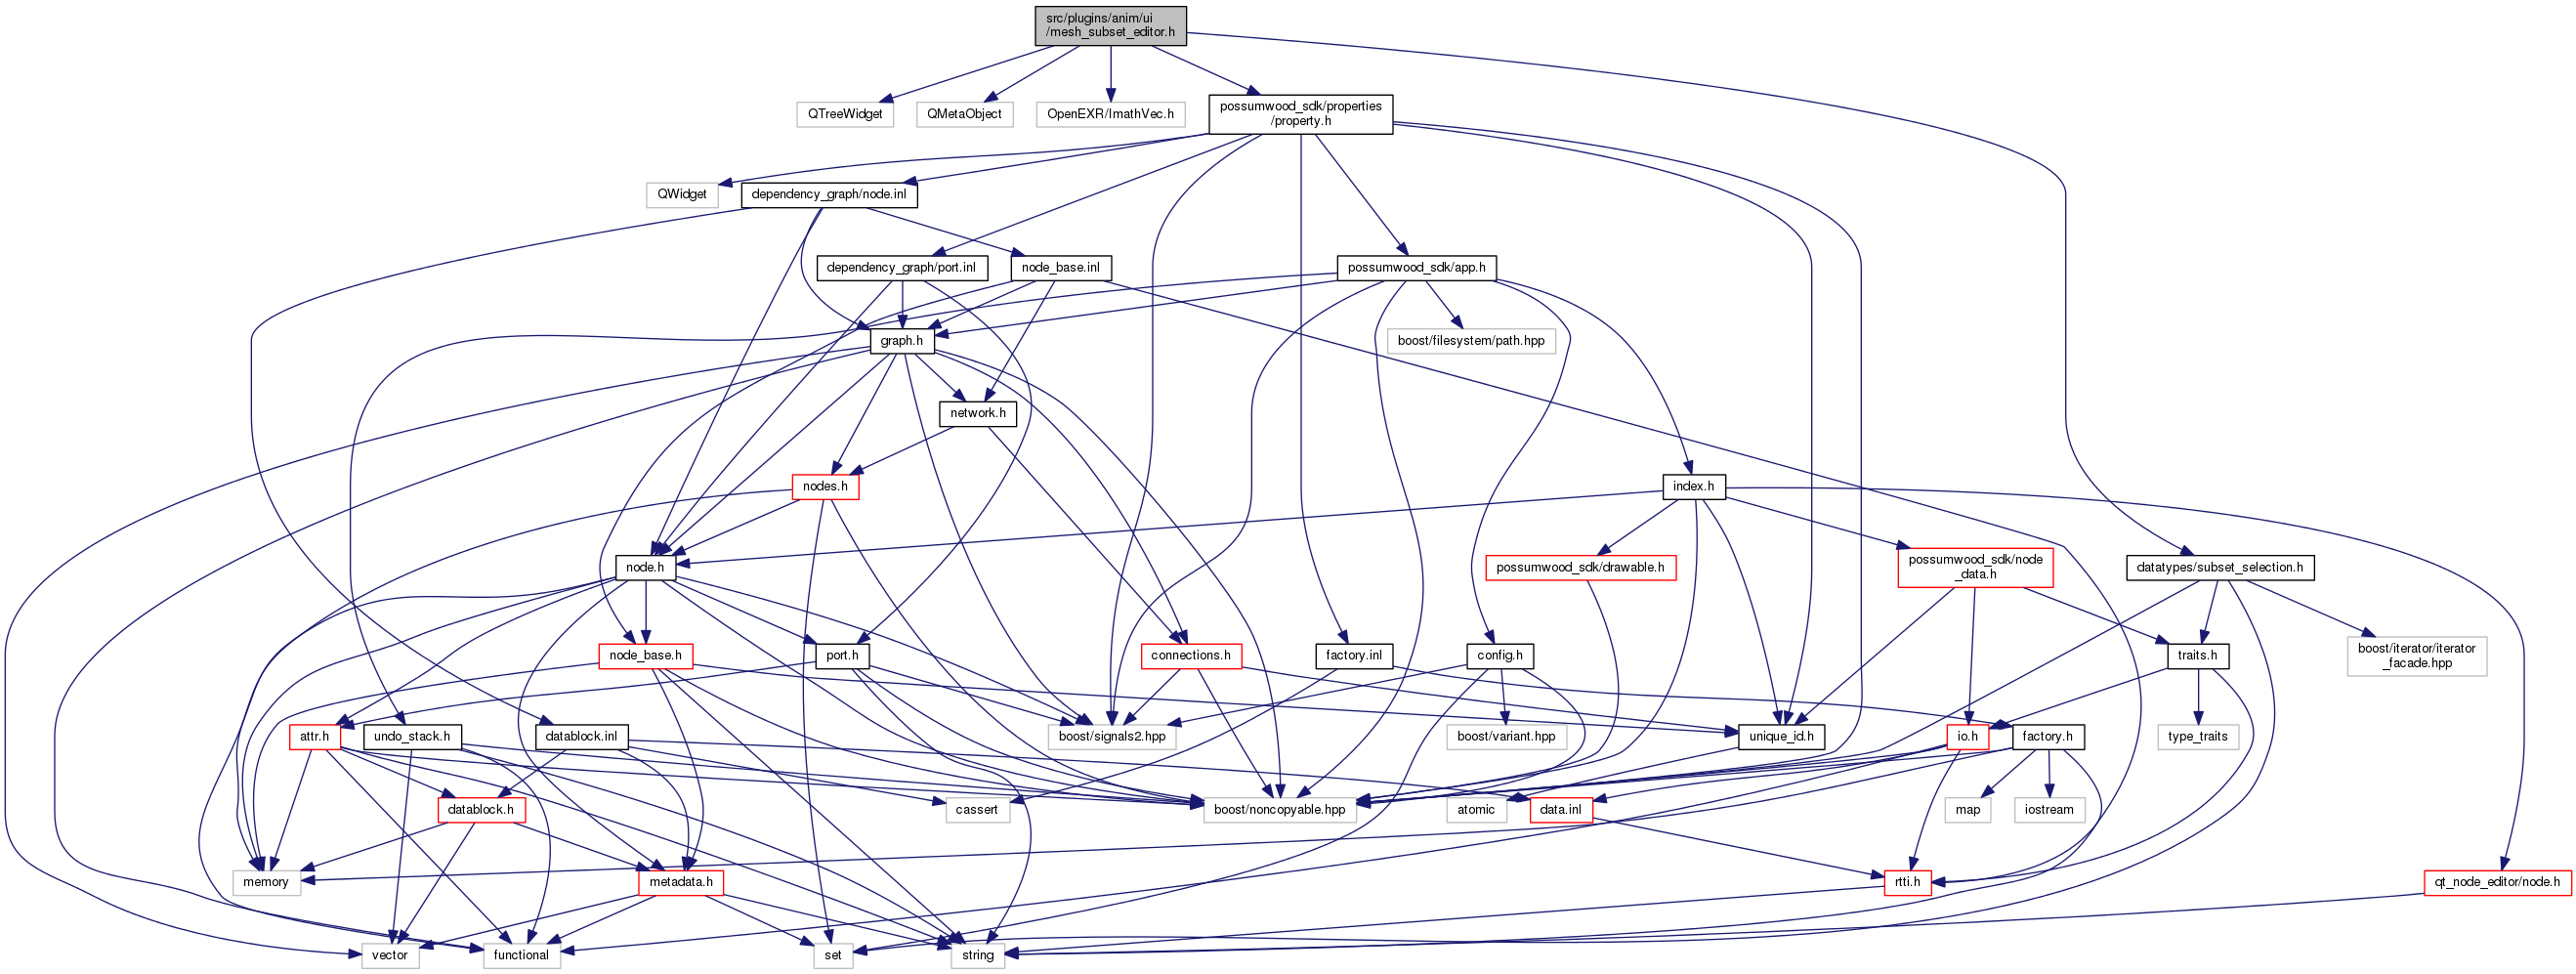 src/plugins/anim/ui
/mesh_subset_editor.h
QTreeWidget
QMetaObject
OpenEXR/ImathVec.h
possumwood_sdk/properties
/property.h
QWidget
dependency_graph/node.inl
dependency_graph/port.inl
node_base.inl
possumwood_sdk/app.h
graph.h
boost/filesystem/path.hpp
network.h
nodes.h
index.h
node.h
possumwood_sdk/drawable.h
possumwood_sdk/node
_data.h
datatypes/subset_selection.h
node_base.h
port.h
connections.h
factory.inl
config.h
traits.h
boost/iterator/iterator
_facade.hpp
attr.h
undo_stack.h
datablock.inl
boost/signals2.hpp
boost/variant.hpp
unique_id.h
io.h
factory.h
type_traits
datablock.h
cassert
boost/noncopyable.hpp
atomic
data.inl
map
iostream
memory
metadata.h
rtti.h
qt_node_editor/node.h
vector
functional
set
string